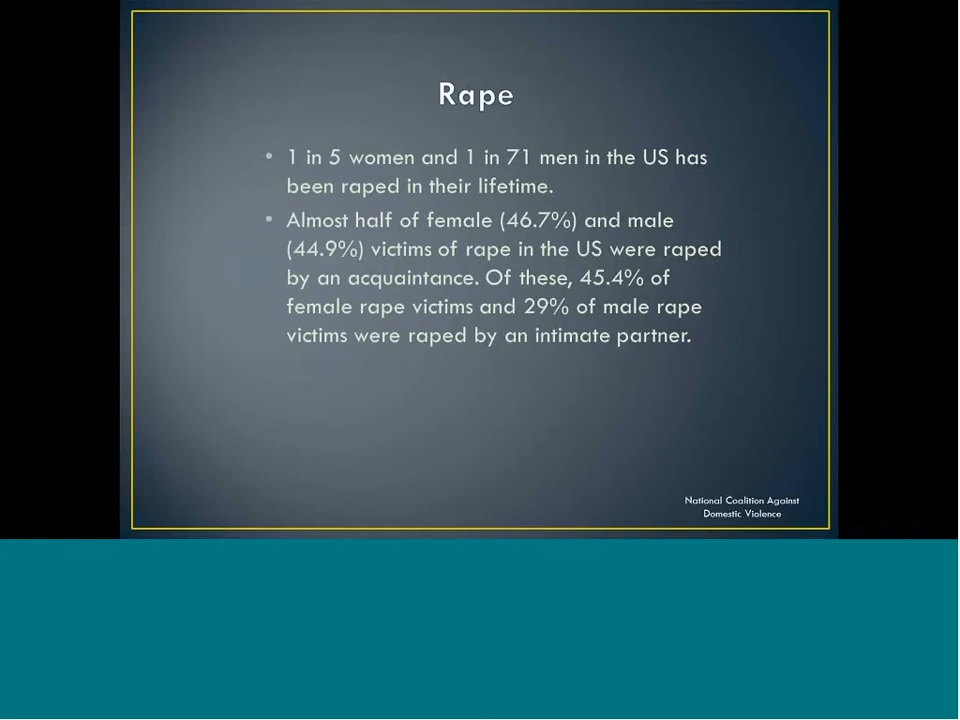 Rape
• 1 in 5 women and 1 in 71 men in the US has
been raped in their lifetime.
• Almost half of female (46.7%) and male
(44.9%) victims of rape in the US were raped
by an acquaintance. Of these, 45.4% of
female rape victims and 29% of male rape
victims were raped by an intimate partner.
National Coalition Against
Domestic Violence